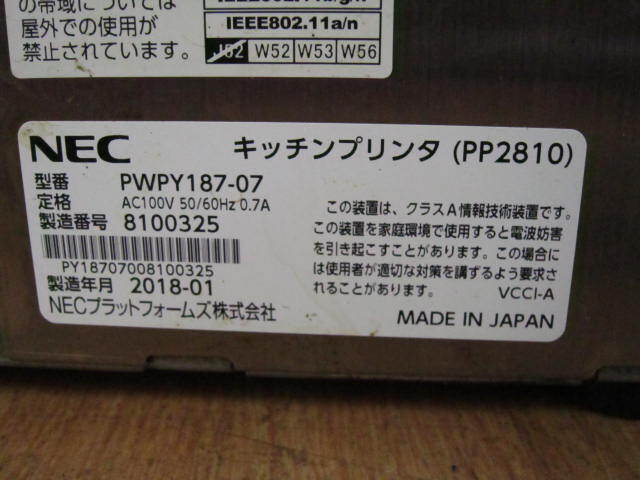 の帯域については
屋外での使用が
禁止されています。
IEEE802.11b/g/n
IEEE802.11a/n
J52 W52 W53 W56
NEC キッチンプリンタ (PP2810)
型番 PWPY187-07
定格 AC100V 50/60Hz 0.7A
製造番号 8100325
PY18707008100325
製造年月 2018-01
NECプラットフォームズ株式会社
この装置は、クラスA情報技術装置です。
この装置を家庭環境で使用すると電波妨害
を引き起こすことがあります。この場合には
使用者が適切な対策を講ずるよう要求さ
れることがあります。 VCCI-A
MADE IN JAPAN